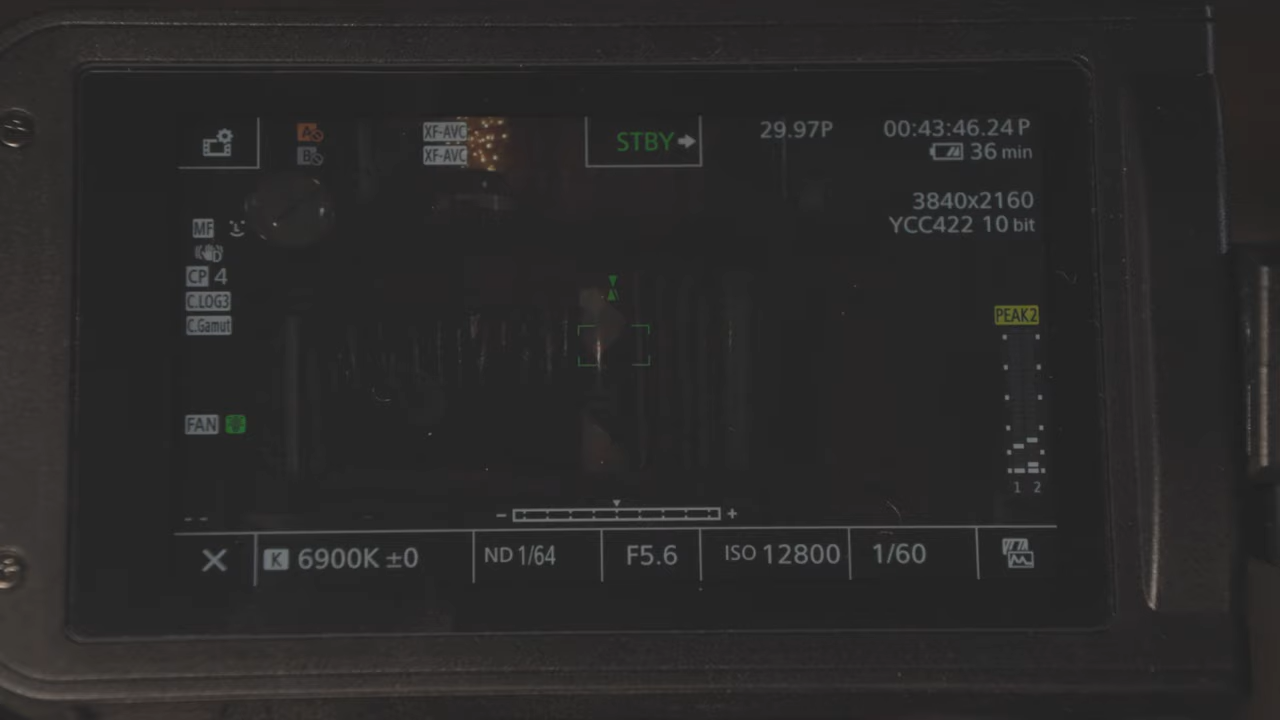 A XF-AVC STBY 29.97P 00:43:46.24 P
B XF-AVC 36 min
3840x2160
MF YCC422 10 bit
D
CP 4
C.LOG3
C.Gamut PEAK2
FAN
1 2
-- − +
K 6900K ±0 ND 1/64 F5.6 ISO 12800 1/60